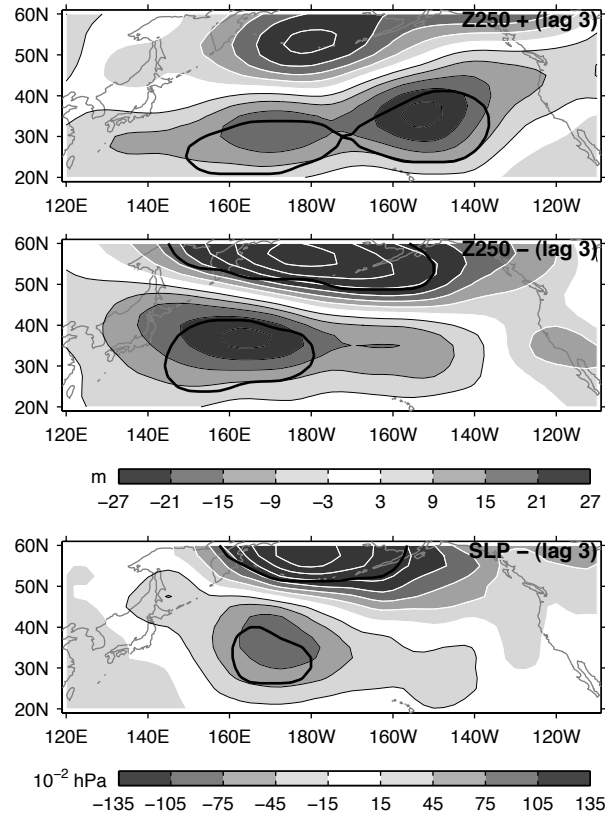 Z250 + (lag 3)
60N
50N
40N
30N
20N
120E 140E 160E 180W 160W 140W 120W
Z250 − (lag 3)
60N
50N
40N
30N
20N
120E 140E 160E 180W 160W 140W 120W
m
−27 −21 −15 −9 −3 3 9 15 21 27
SLP − (lag 3)
60N
50N
40N
30N
20N
120E 140E 160E 180W 160W 140W 120W
10⁻² hPa
−135 −105 −75 −45 −15 15 45 75 105 135